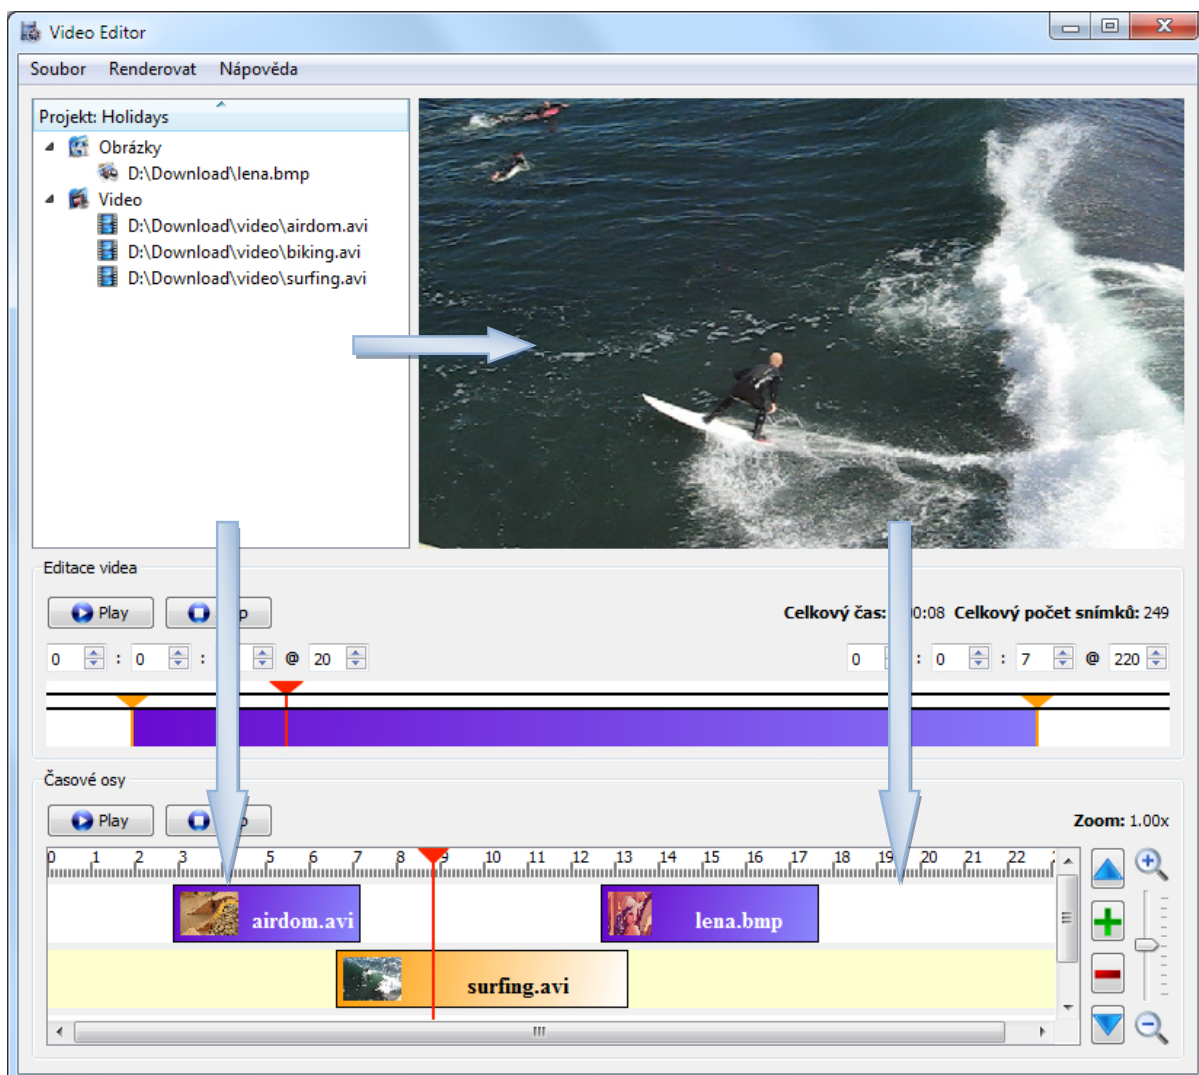 Video Editor
Soubor Renderovat Nápověda
Projekt: Holidays
Obrázky
D:\Download\lena.bmp
Video
D:\Download\video\airdom.avi
D:\Download\video\biking.avi
D:\Download\video\surfing.avi
Editace videa
Play
Celkový čas: :00:08 Celkový počet snímků: 249
0 : 0 : @ 20
0 : 0 : 7 @ 220
Časové osy
Play
Zoom: 1.00x
0 1 2 3 5 6 7 8 9 10 11 12 13 14 15 16 17 18 19 20 21 22
airdom.avi lena.bmp
surfing.avi